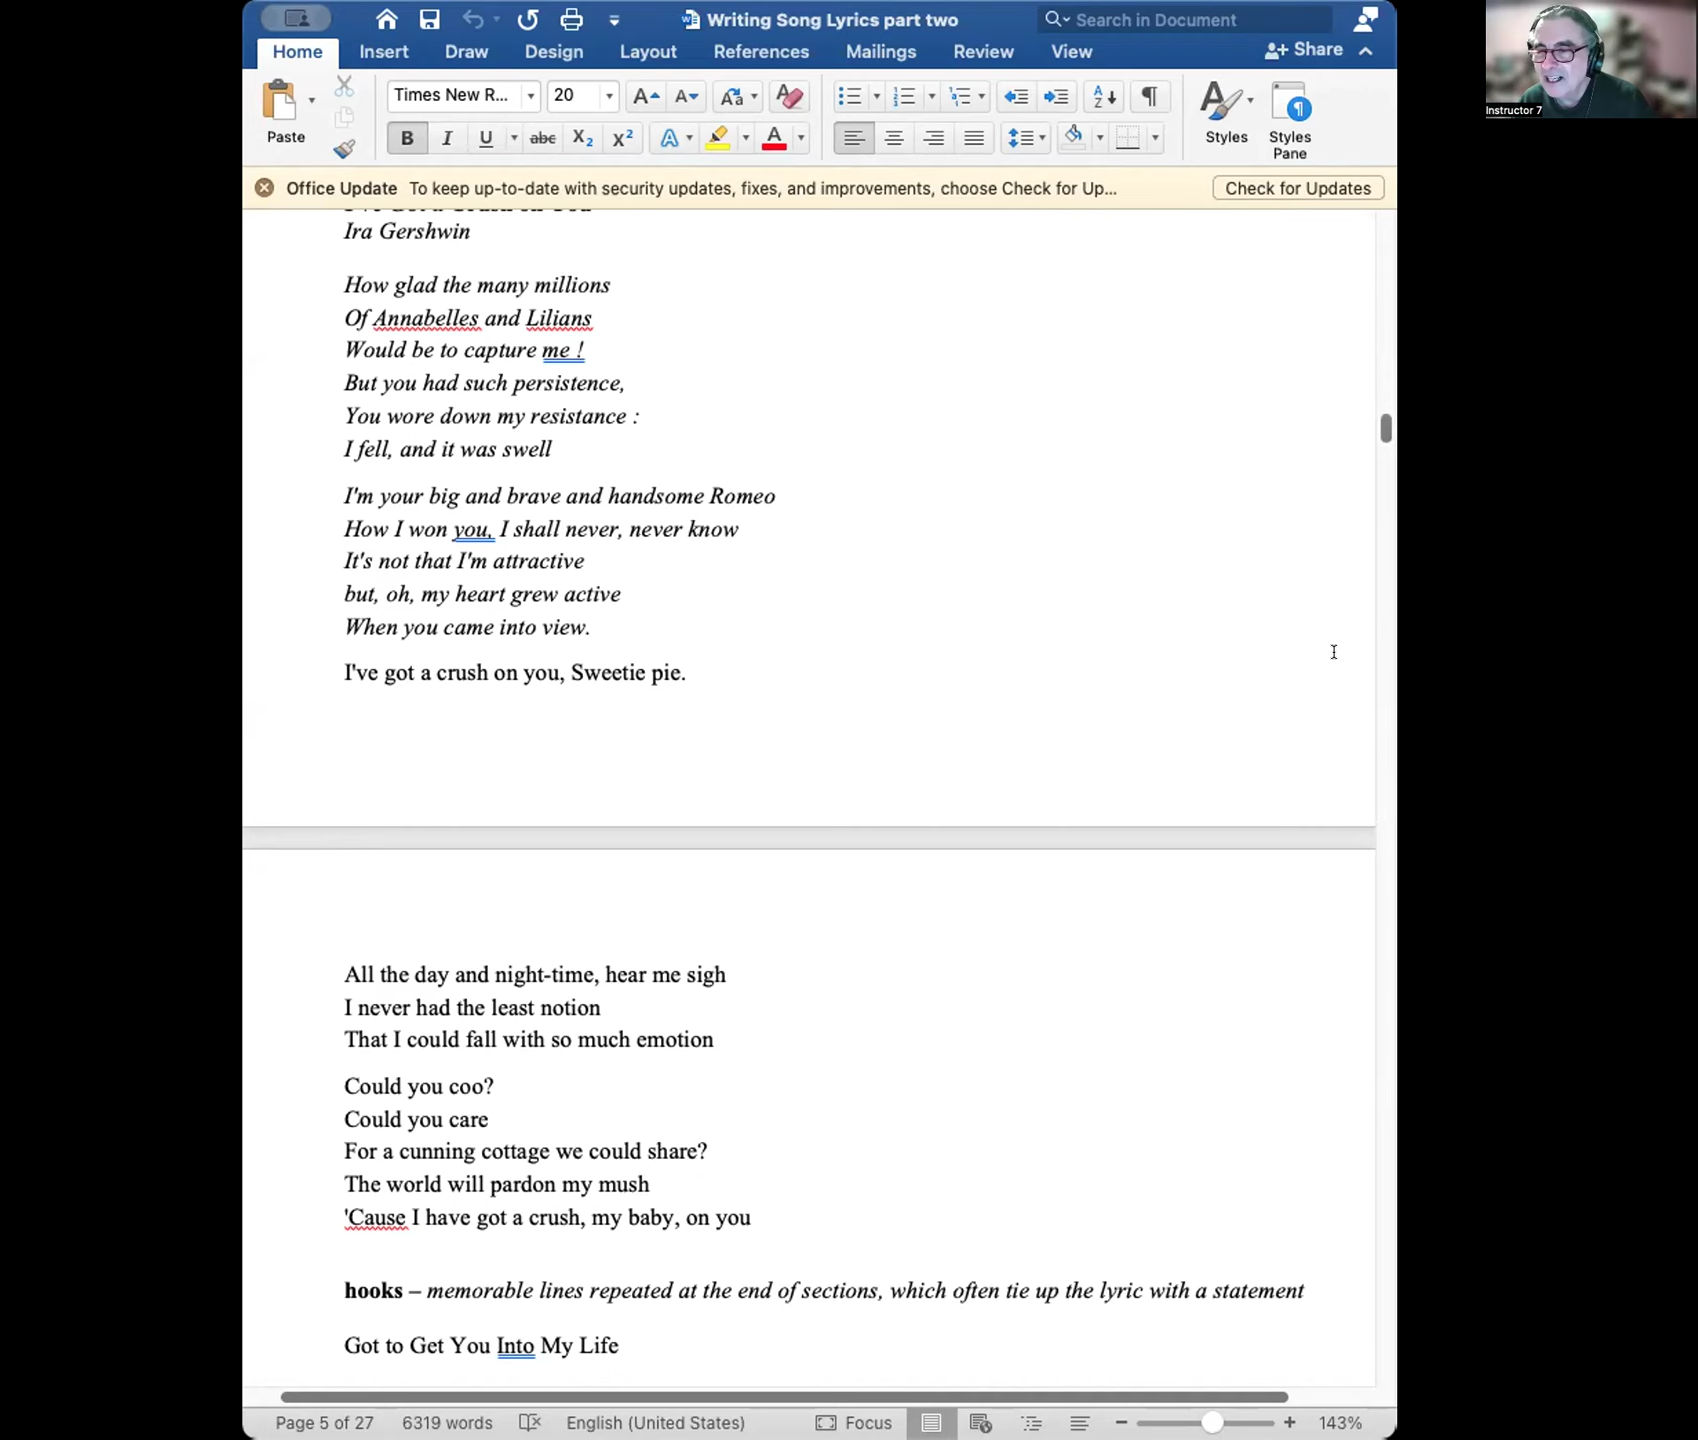 Writing Song Lyrics part two
Search in Document
Home Insert Draw Design Layout References Mailings Review View Share
Paste
Times New R... 20
Styles
Styles Pane
Office Update To keep up-to-date with security updates, fixes, and improvements, choose Check for Up... Check for Updates
Ira Gershwin
How glad the many millions
Of Annabelles and Lilians
Would be to capture me !
But you had such persistence,
You wore down my resistance :
I fell, and it was swell
I'm your big and brave and handsome Romeo
How I won you, I shall never, never know
It's not that I'm attractive
but, oh, my heart grew active
When you came into view.
I've got a crush on you, Sweetie pie.
All the day and night-time, hear me sigh
I never had the least notion
That I could fall with so much emotion
Could you coo?
Could you care
For a cunning cottage we could share?
The world will pardon my mush
'Cause I have got a crush, my baby, on you
hooks – memorable lines repeated at the end of sections, which often tie up the lyric with a statement
Got to Get You Into My Life
Page 5 of 27 6319 words English (United States) Focus 143%
Instructor 7